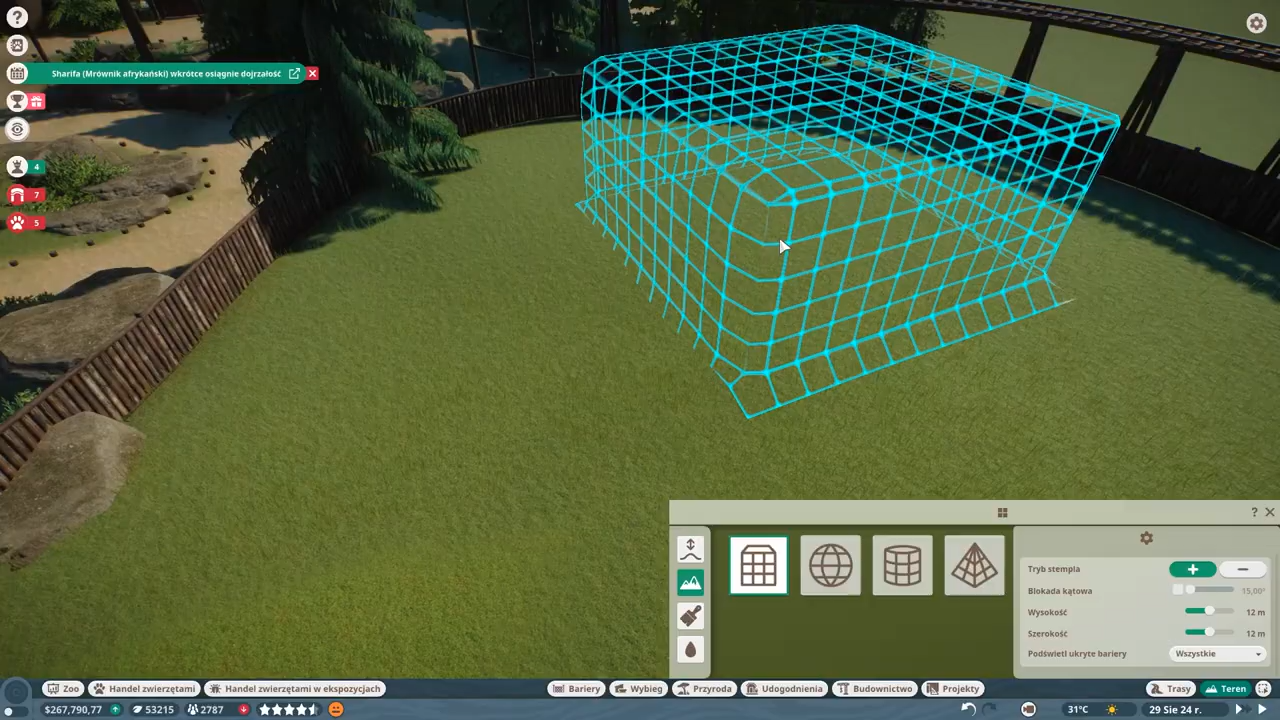 ?
Sharifa (Mrównik afrykański) wkrótce osiągnie dojrzałość
4
7
5
?
Tryb stempla
Blokada kątowa 15,00°
Wysokość 12 m
Szerokość 12 m
Podświetl ukryte bariery Wszystkie
Zoo Handel zwierzętami Handel zwierzętami w ekspozycjach Bariery Wybieg Przyroda Udogodnienia Budownictwo Projekty Trasy Teren
$267,790,77 53215 2787 31°C 29 Sie 24 r.